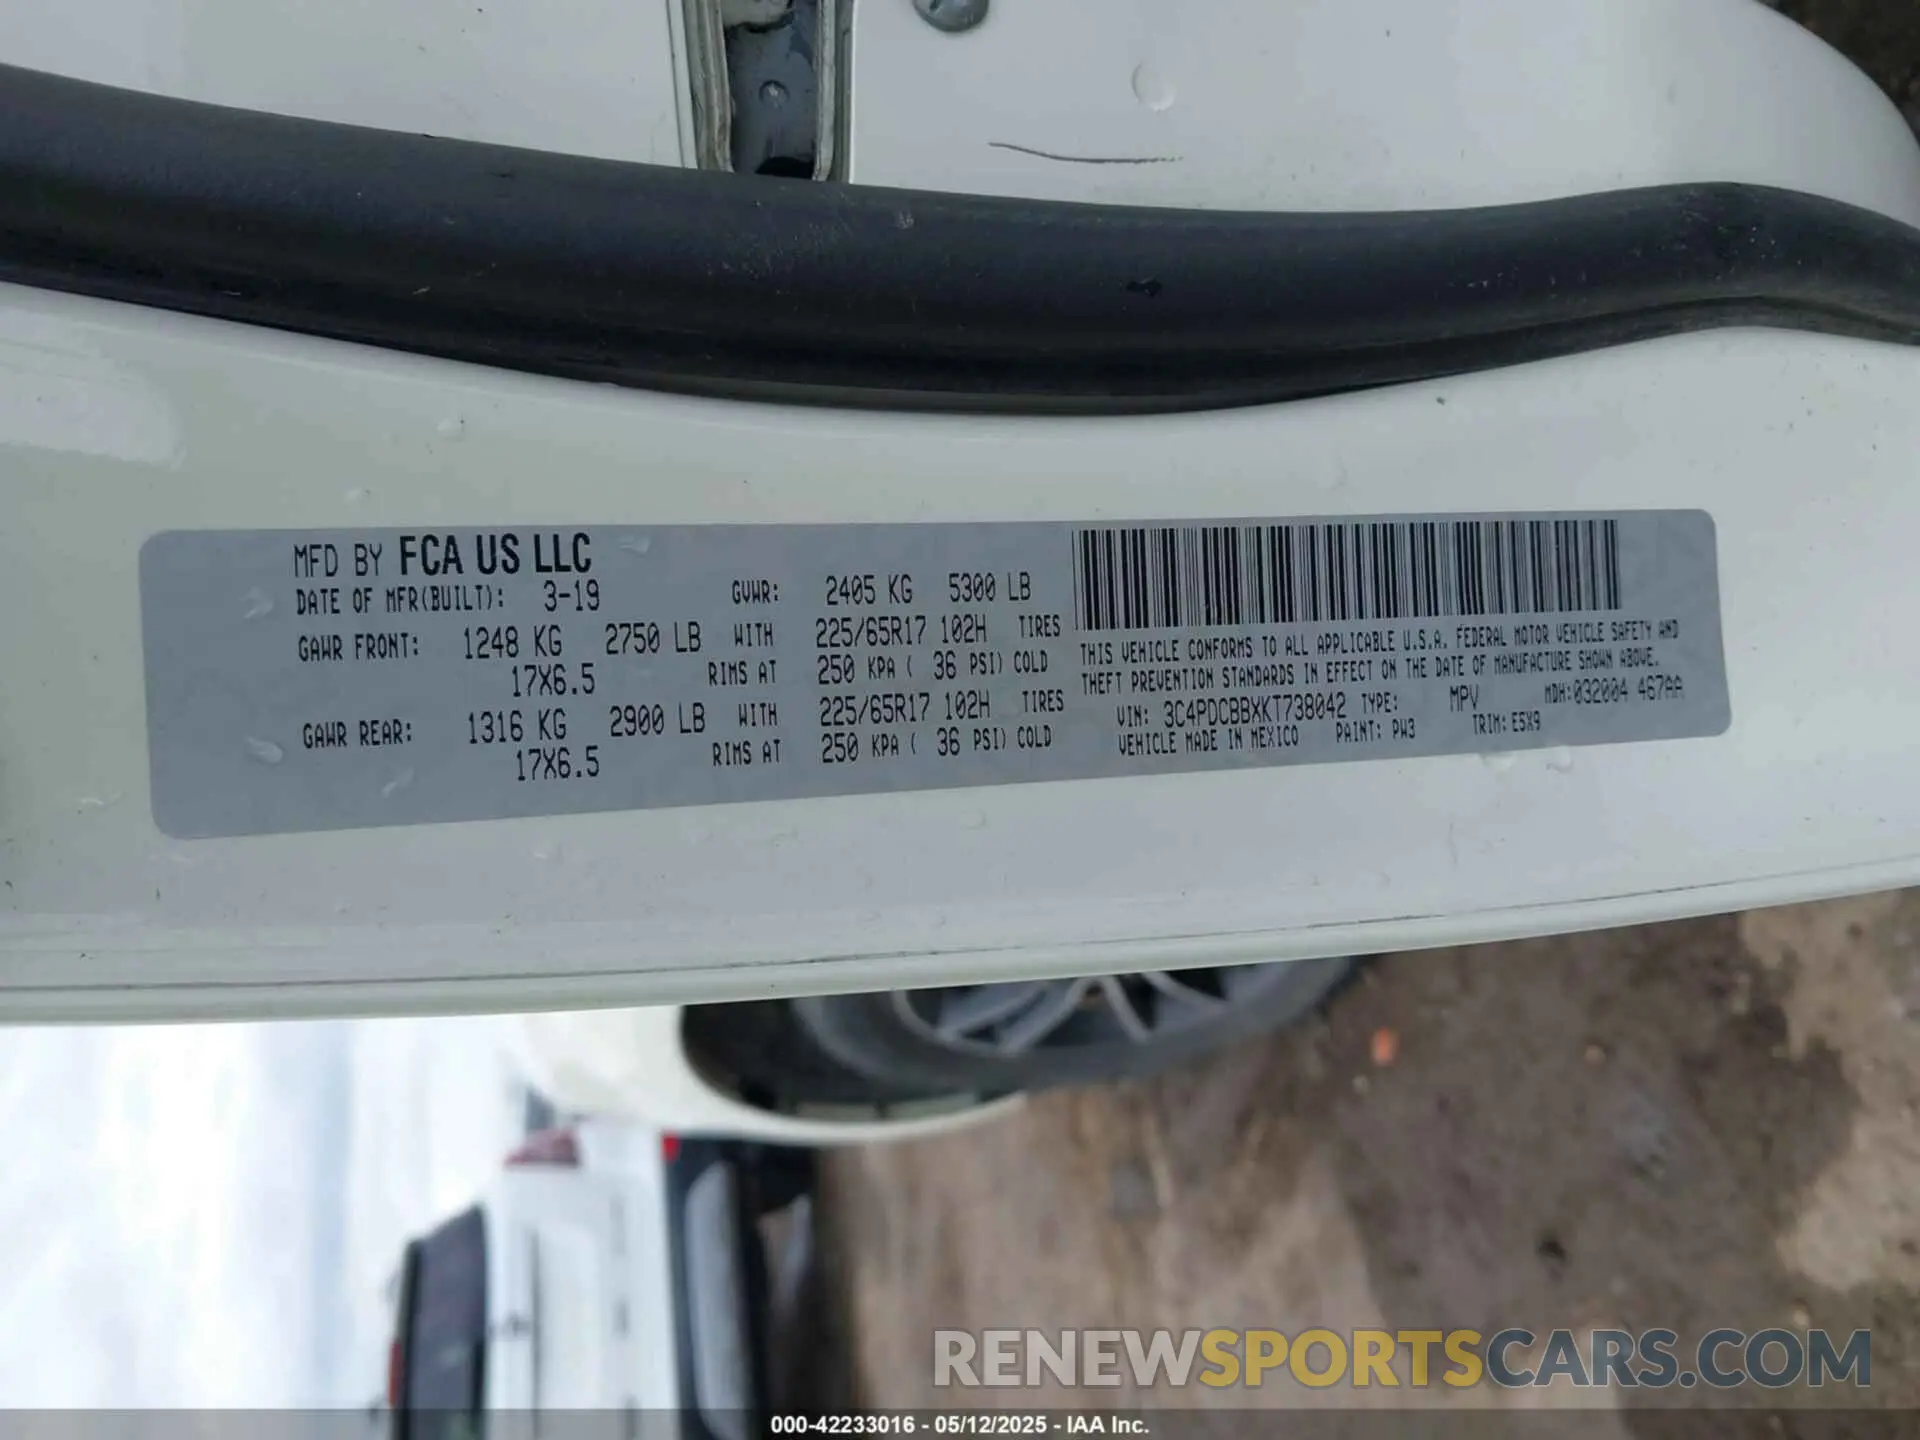 MFD BY FCA US LLC
DATE OF MFR(BUILT): 3-19 GVWR: 2405 KG 5300 LB
GAWR FRONT: 1248 KG 2750 LB WITH 225/65R17 102H TIRES
17X6.5 RIMS AT 250 KPA ( 36 PSI) COLD
GAWR REAR: 1316 KG 2900 LB WITH 225/65R17 102H TIRES
17X6.5 RIMS AT 250 KPA ( 36 PSI) COLD
THIS VEHICLE CONFORMS TO ALL APPLICABLE U.S.A. FEDERAL MOTOR VEHICLE SAFETY AND
THEFT PREVENTION STANDARDS IN EFFECT ON THE DATE OF MANUFACTURE SHOWN ABOVE.
VIN: 3C4PDCBBXKT738042 TYPE: MPV MDH:032004 467AA
VEHICLE MADE IN MEXICO PAINT: PW3 TRIM: E5X9
RENEWSPORTSCARS.COM
000-42233016 - 05/12/2025 - IAA Inc.